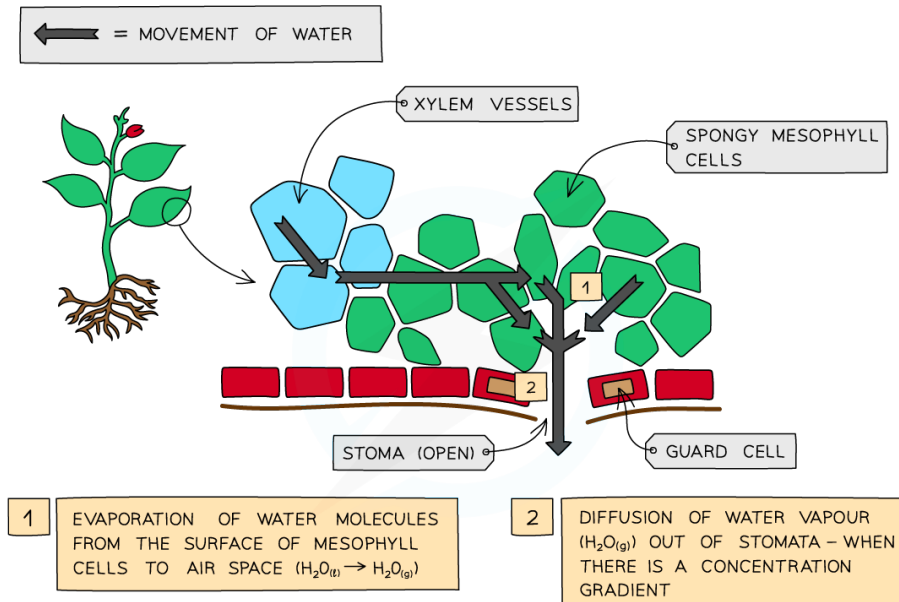 = MOVEMENT OF WATER
XYLEM VESSELS
SPONGY MESOPHYLL
CELLS
1
2
STOMA (OPEN)
GUARD CELL
1
EVAPORATION OF WATER MOLECULES
FROM THE SURFACE OF MESOPHYLL
CELLS TO AIR SPACE (H₂O₍ℓ₎ → H₂O₍g₎)
2
DIFFUSION OF WATER VAPOUR
(H₂O₍g₎) OUT OF STOMATA – WHEN
THERE IS A CONCENTRATION
GRADIENT